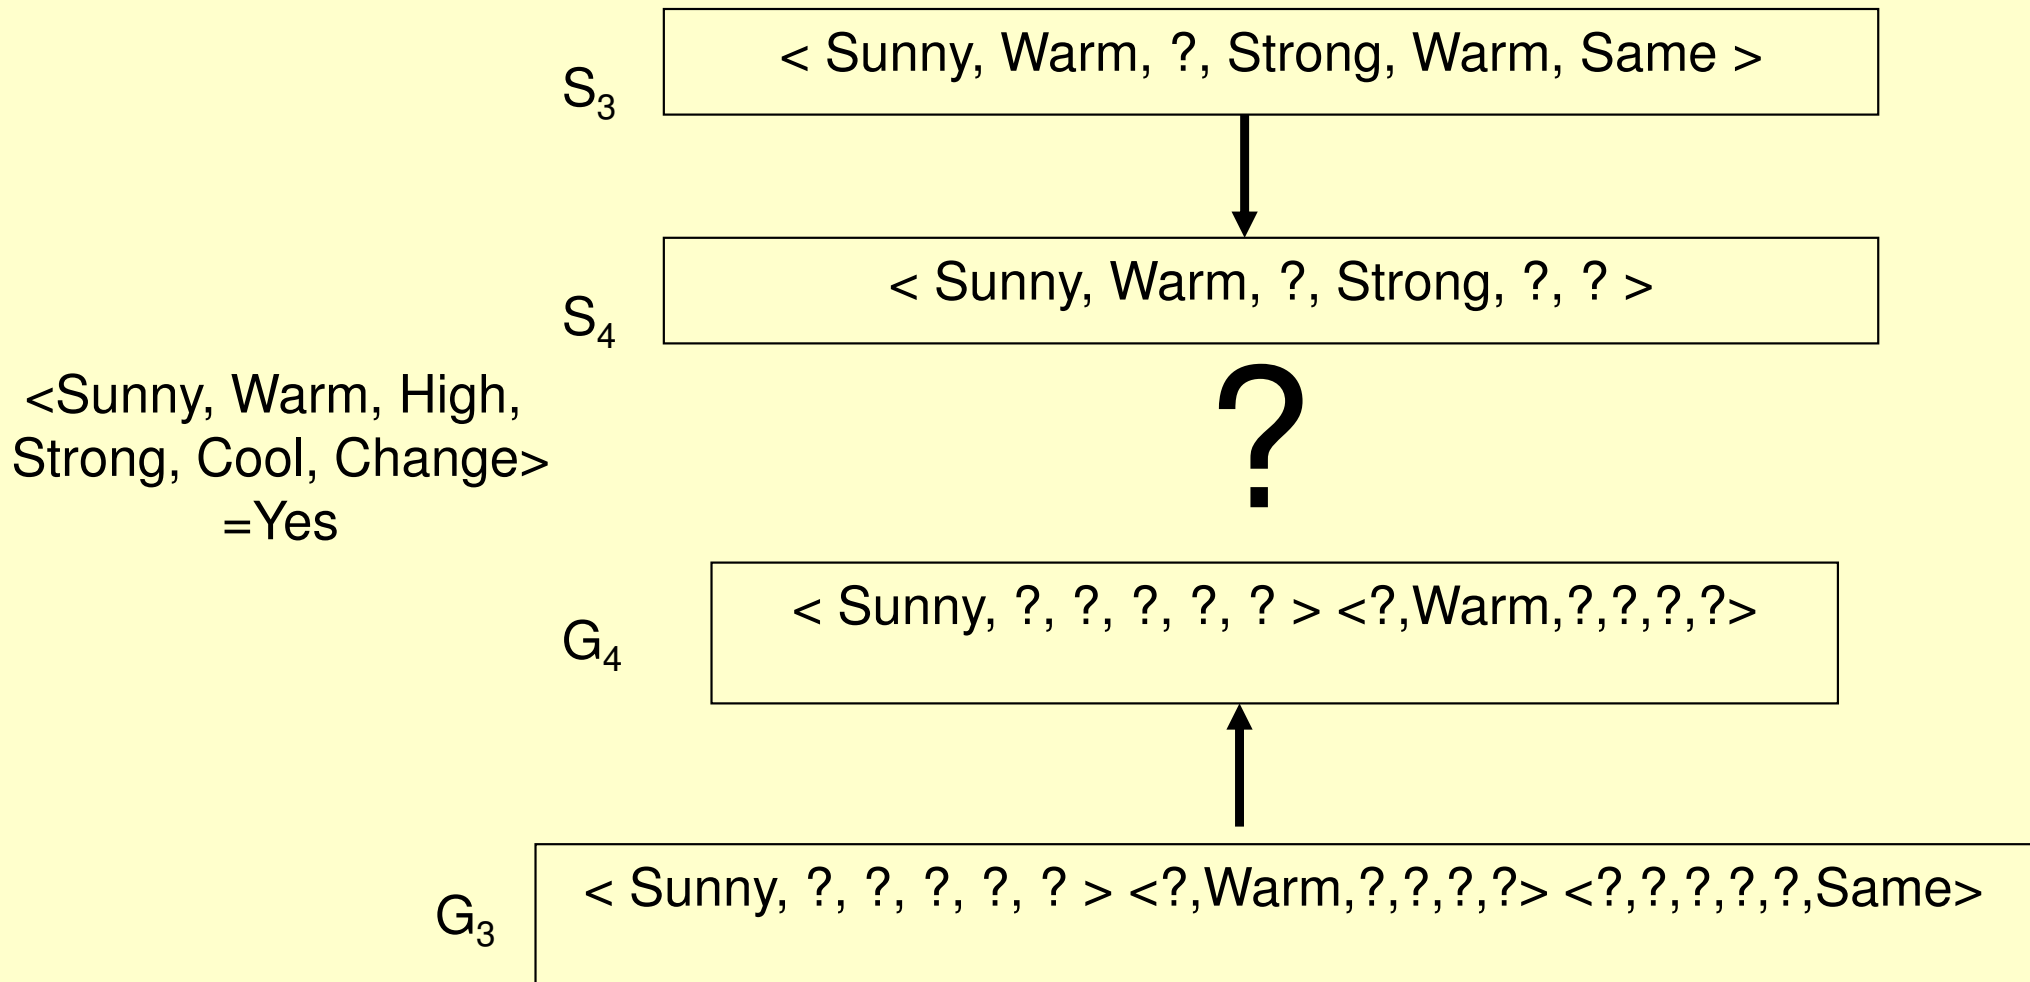 < Sunny, Warm, ?, Strong, Warm, Same >
S₃
< Sunny, Warm, ?, Strong, ?, ? >
S₄
<Sunny, Warm, High,
Strong, Cool, Change>
=Yes
?
< Sunny, ?, ?, ?, ?, ? > <?,Warm,?,?,?,?>
G₄
< Sunny, ?, ?, ?, ?, ? > <?,Warm,?,?,?,?> <?,?,?,?,?,Same>
G₃